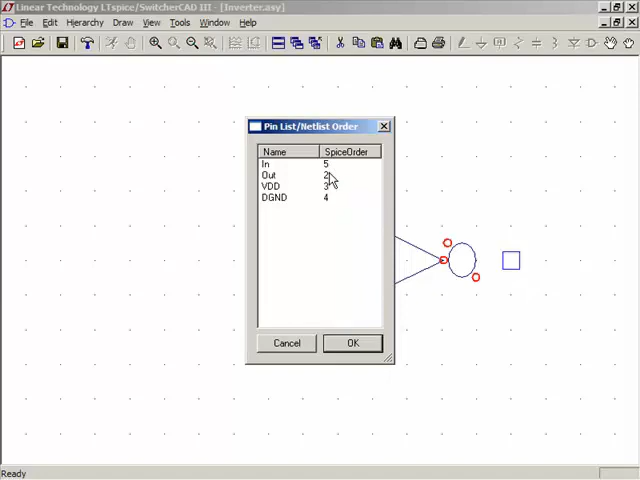 Linear Technology LTspice/SwitcherCAD III - [Inverter.asy]
File Edit Hierarchy Draw View Tools Window Help
Pin List/Netlist Order
Name SpiceOrder
In 5
Out 2
VDD 3
DGND 4
Cancel OK
Ready